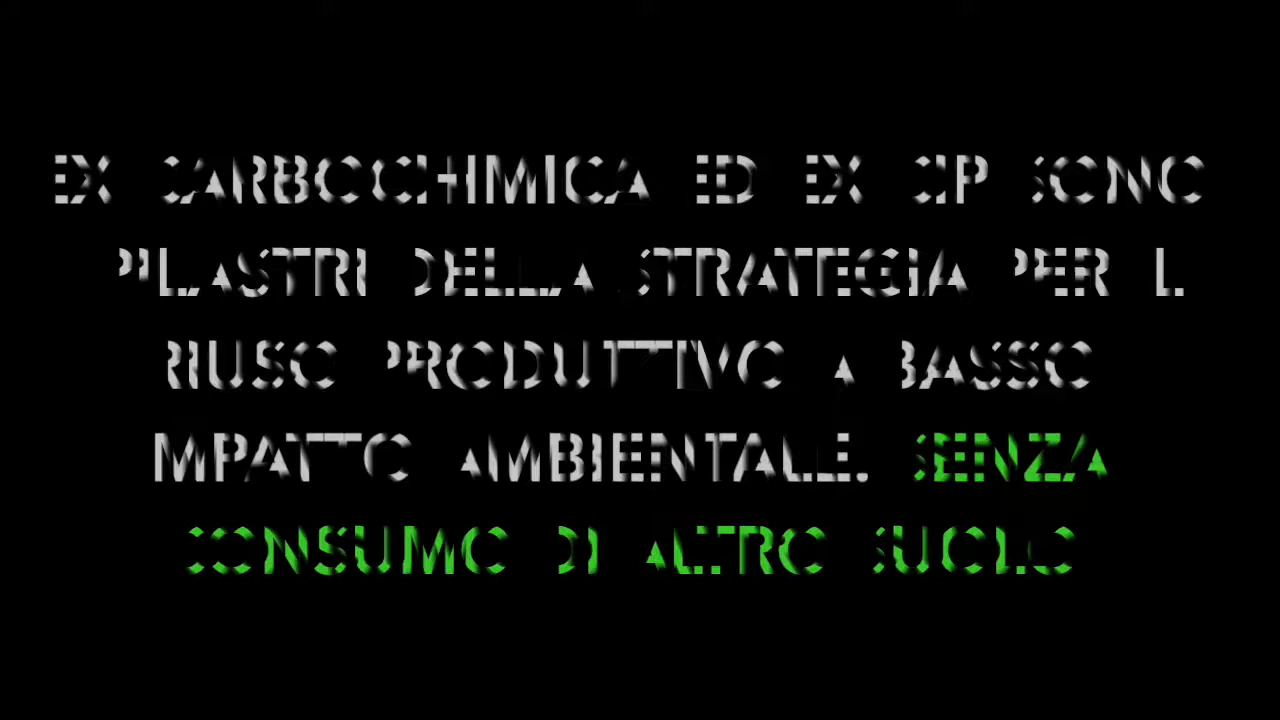 EX CARBOCHIMICA ED EX CIP SONO
PILASTRI DELLA STRATEGIA PER IL
RIUSO PRODUTTIVO A BASSO
IMPATTO AMBIENTALE. SENZA
CONSUMO DI ALTRO SUOLO